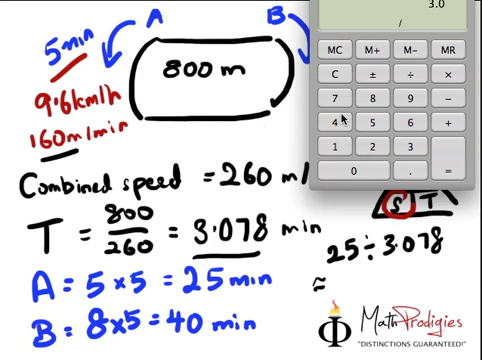 A
B
5 min
800 m
9.6km/h
160m/min
Combined speed = 260 m/
T = 800/260 = 3.078 min
S T
25 ÷ 3.078
≈
A = 5 × 5 = 25 min
B = 8 × 5 = 40 min
3.0
/
MC M+ M- MR
C ± ÷ ×
7 8 9 −
4 5 6 +
1 2 3 =
0 .
MathProdigies
"DISTINCTIONS GUARANTEED!"